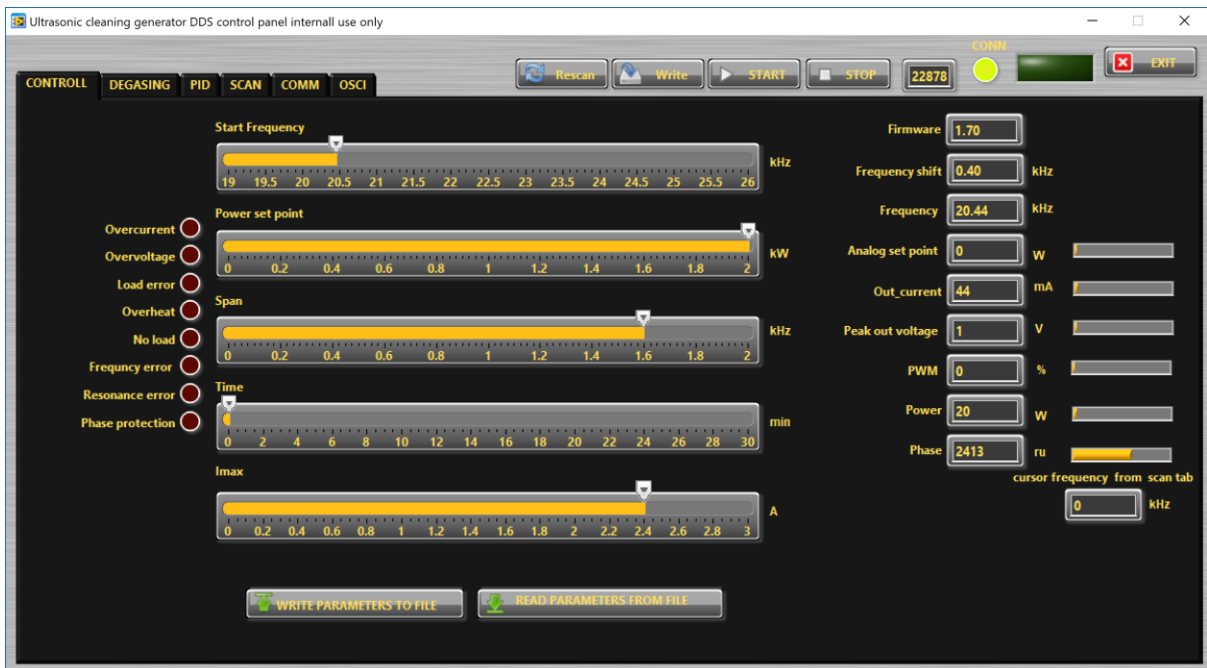 Ultrasonic cleaning generator DDS control panel internall use only
CONN
Rescan Write START STOP 22878 EXIT
CONTROLL DEGASING PID SCAN COMM OSCI
Start Frequency
19 19.5 20 20.5 21 21.5 22 22.5 23 23.5 24 24.5 25 25.5 26
kHz
Power set point
0 0.2 0.4 0.6 0.8 1 1.2 1.4 1.6 1.8 2
kW
Span
0 0.2 0.4 0.6 0.8 1 1.2 1.4 1.6 1.8 2
kHz
Time
0 2 4 6 8 10 12 14 16 18 20 22 24 26 28 30
min
Imax
0 0.2 0.4 0.6 0.8 1 1.2 1.4 1.6 1.8 2 2.2 2.4 2.6 2.8 3
A
Overcurrent
Overvoltage
Load error
Overheat
No load
Frequncy error
Resonance error
Phase protection
Firmware 1.70
Frequency shift 0.40 kHz
Frequency 20.44 kHz
Analog set point 0 W
Out_current 44 mA
Peak out voltage 1 V
PWM 0 %
Power 20 W
Phase 2413 ru
cursor frequency from scan tab
0 kHz
WRITE PARAMETERS TO FILE
READ PARAMETERS FROM FILE